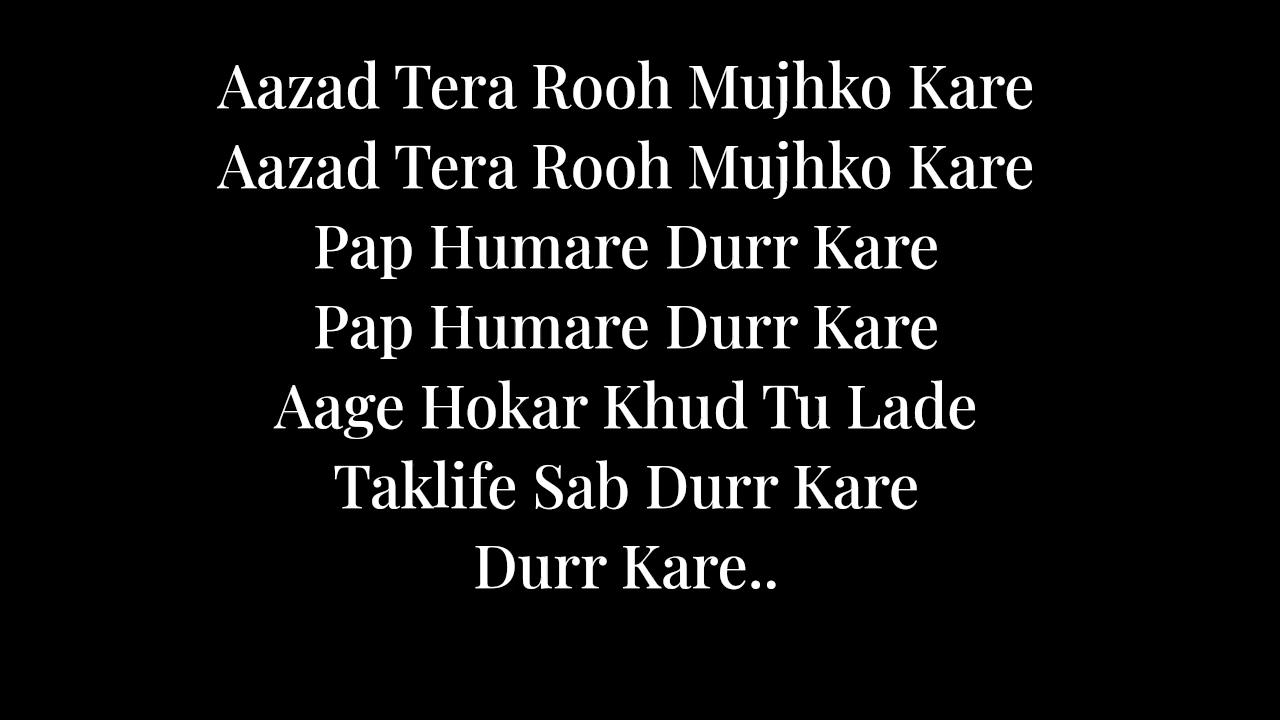 Aazad Tera Rooh Mujhko Kare
Aazad Tera Rooh Mujhko Kare
Pap Humare Durr Kare
Pap Humare Durr Kare
Aage Hokar Khud Tu Lade
Taklife Sab Durr Kare
Durr Kare..